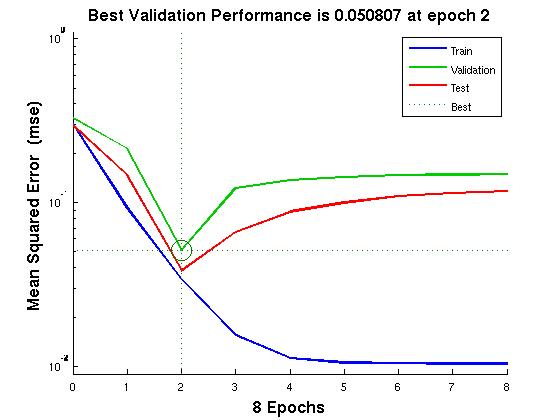 Best Validation Performance is 0.050807 at epoch 2
10
Train
Validation
Test
Best
Mean Squared Error (mse)
10
10
0 1 2 3 4 5 6 7 8
8 Epochs